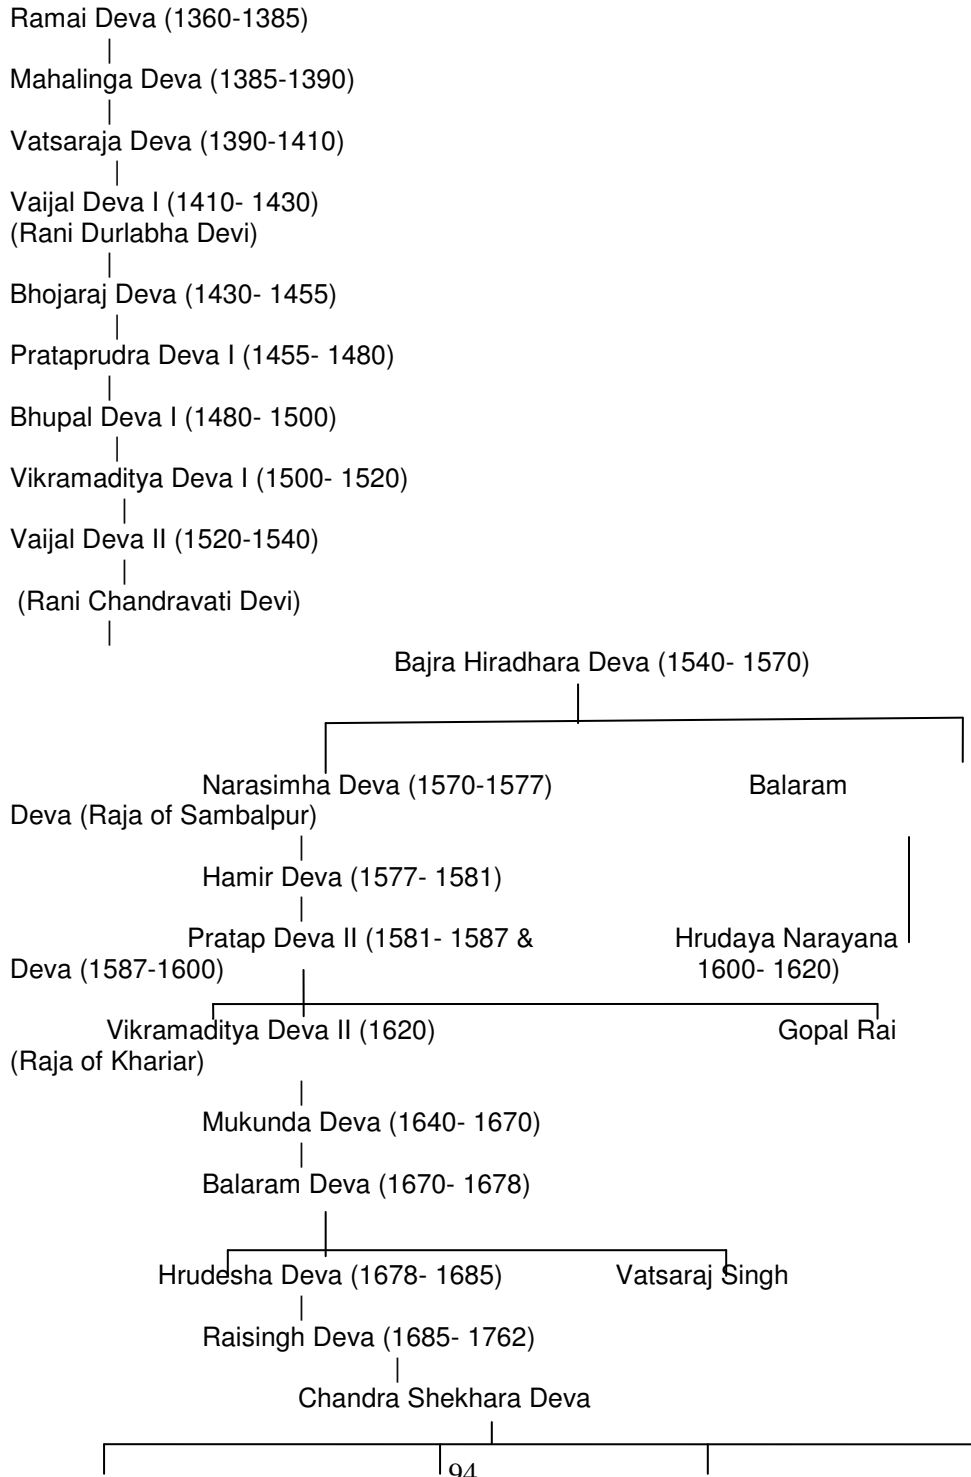 Ramai Deva (1360-1385)
Mahalinga Deva (1385-1390)
Vatsaraja Deva (1390-1410)
Vaijal Deva I (1410- 1430)
(Rani Durlabha Devi)
Bhojaraj Deva (1430- 1455)
Prataprudra Deva I (1455- 1480)
Bhupal Deva I (1480- 1500)
Vikramaditya Deva I (1500- 1520)
Vaijal Deva II (1520-1540)
(Rani Chandravati Devi)
Bajra Hiradhara Deva (1540- 1570)
Narasimha Deva (1570-1577) Balaram
Deva (Raja of Sambalpur)
Hamir Deva (1577- 1581)
Pratap Deva II (1581- 1587 & Hrudaya Narayana
Deva (1587-1600) 1600- 1620)
Vikramaditya Deva II (1620) Gopal Rai
(Raja of Khariar)
Mukunda Deva (1640- 1670)
Balaram Deva (1670- 1678)
Hrudesha Deva (1678- 1685) Vatsaraj Singh
Raisingh Deva (1685- 1762)
Chandra Shekhara Deva
94